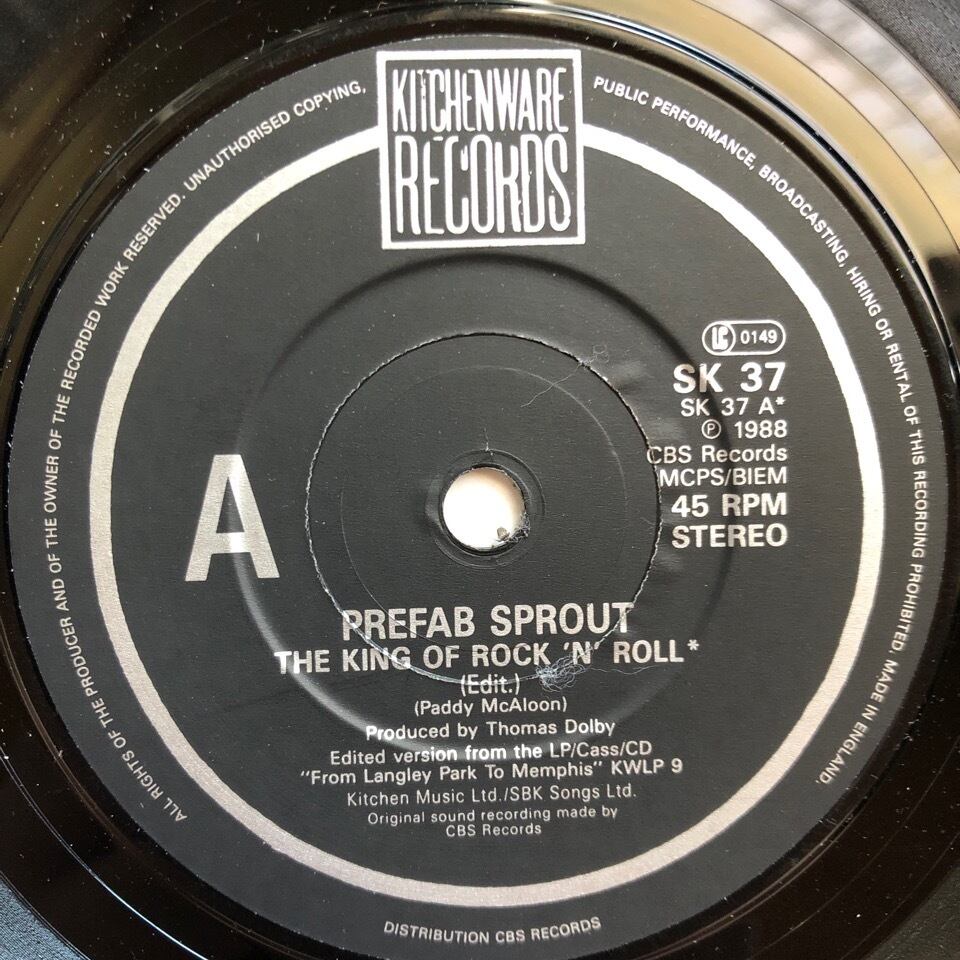 KITCHENWARE
RECORDS
ALL RIGHTS OF THE PRODUCER AND OF THE OWNER OF THE RECORDED WORK RESERVED. UNAUTHORISED COPYING, PUBLIC PERFORMANCE, BROADCASTING, HIRING OR RENTAL OF THIS RECORDING PROHIBITED. MADE IN ENGLAND.
LC 0149
SK 37
SK 37 A*
℗ 1988
CBS Records
MCPS/BIEM
45 RPM
STEREO
A
PREFAB SPROUT
THE KING OF ROCK 'N' ROLL*
(Edit.)
(Paddy McAloon)
Produced by Thomas Dolby
Edited version from the LP/Cass/CD
"From Langley Park To Memphis" KWLP 9
Kitchen Music Ltd./SBK Songs Ltd.
Original sound recording made by
CBS Records
DISTRIBUTION CBS RECORDS